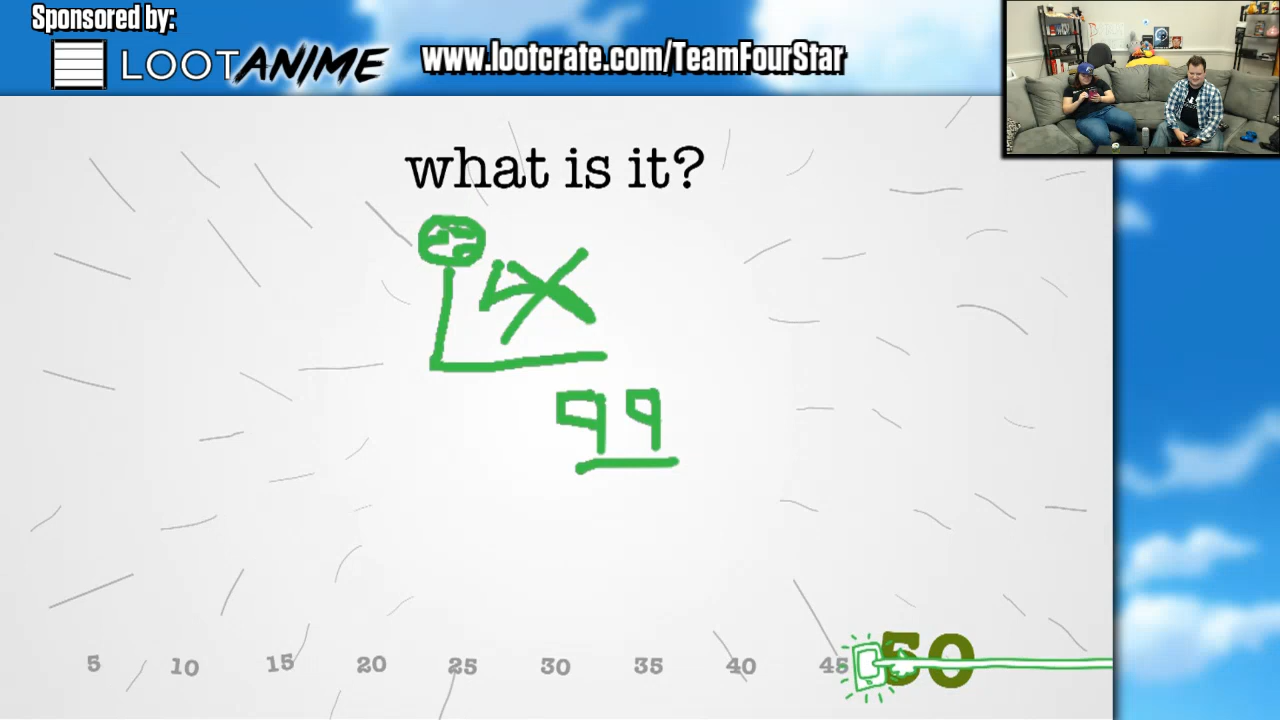 Sponsored by:
LOOTANIME www.lootcrate.com/TeamFourStar
what is it?
99
5 10 15 20 25 30 35 40 45 50